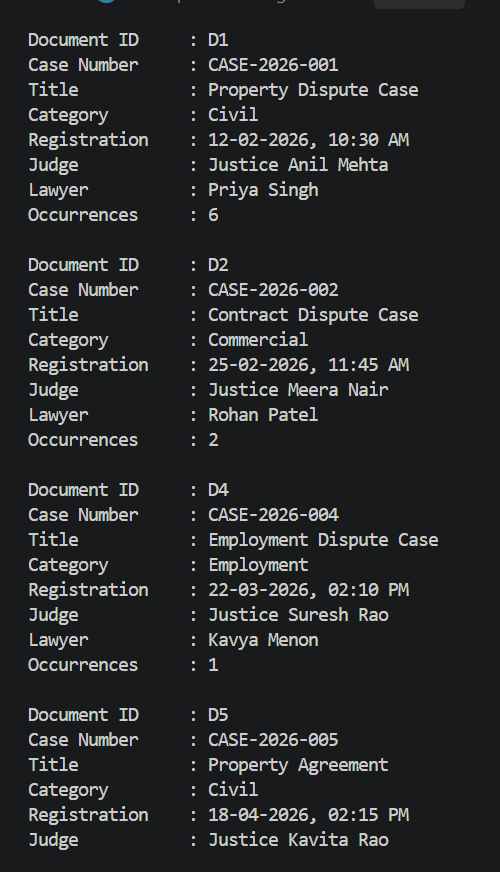 Document ID : D1
Case Number : CASE-2026-001
Title : Property Dispute Case
Category : Civil
Registration : 12-02-2026, 10:30 AM
Judge : Justice Anil Mehta
Lawyer : Priya Singh
Occurrences : 6
Document ID : D2
Case Number : CASE-2026-002
Title : Contract Dispute Case
Category : Commercial
Registration : 25-02-2026, 11:45 AM
Judge : Justice Meera Nair
Lawyer : Rohan Patel
Occurrences : 2
Document ID : D4
Case Number : CASE-2026-004
Title : Employment Dispute Case
Category : Employment
Registration : 22-03-2026, 02:10 PM
Judge : Justice Suresh Rao
Lawyer : Kavya Menon
Occurrences : 1
Document ID : D5
Case Number : CASE-2026-005
Title : Property Agreement
Category : Civil
Registration : 18-04-2026, 02:15 PM
Judge : Justice Kavita Rao